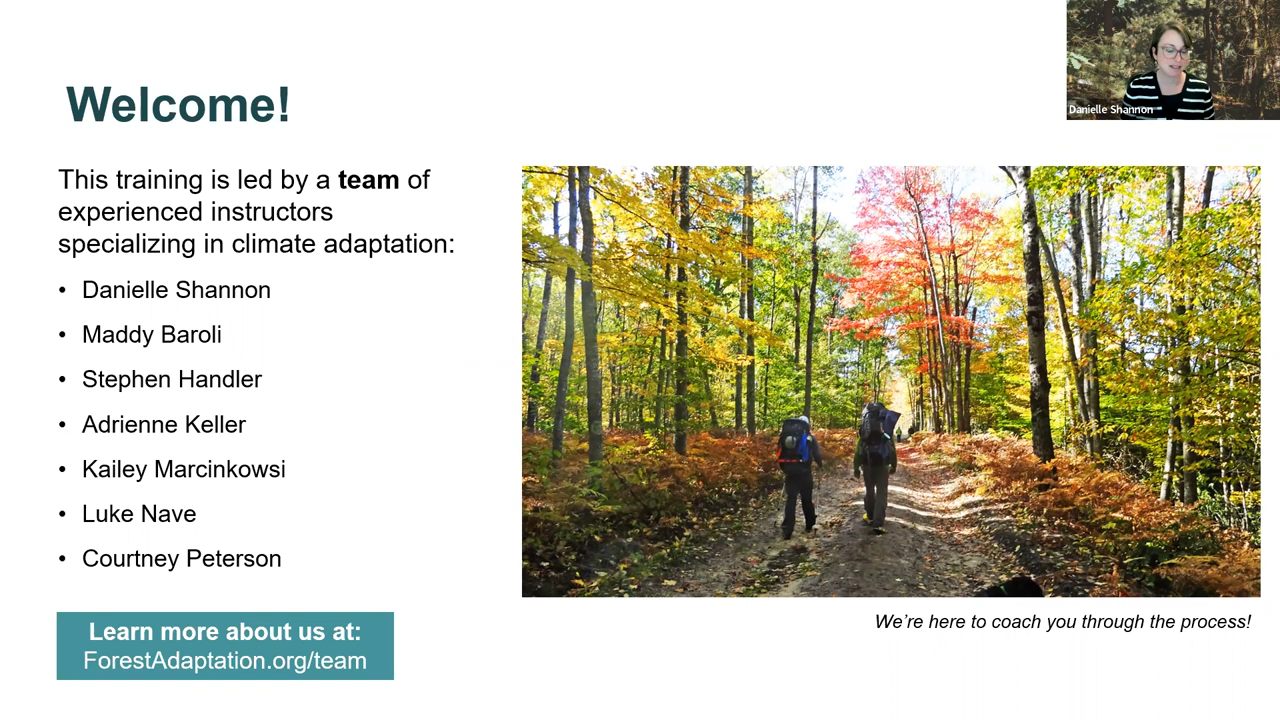 Danielle Shannon
Welcome!
This training is led by a team of
experienced instructors
specializing in climate adaptation:
• Danielle Shannon
• Maddy Baroli
• Stephen Handler
• Adrienne Keller
• Kailey Marcinkowsi
• Luke Nave
• Courtney Peterson
Learn more about us at:
ForestAdaptation.org/team
We’re here to coach you through the process!